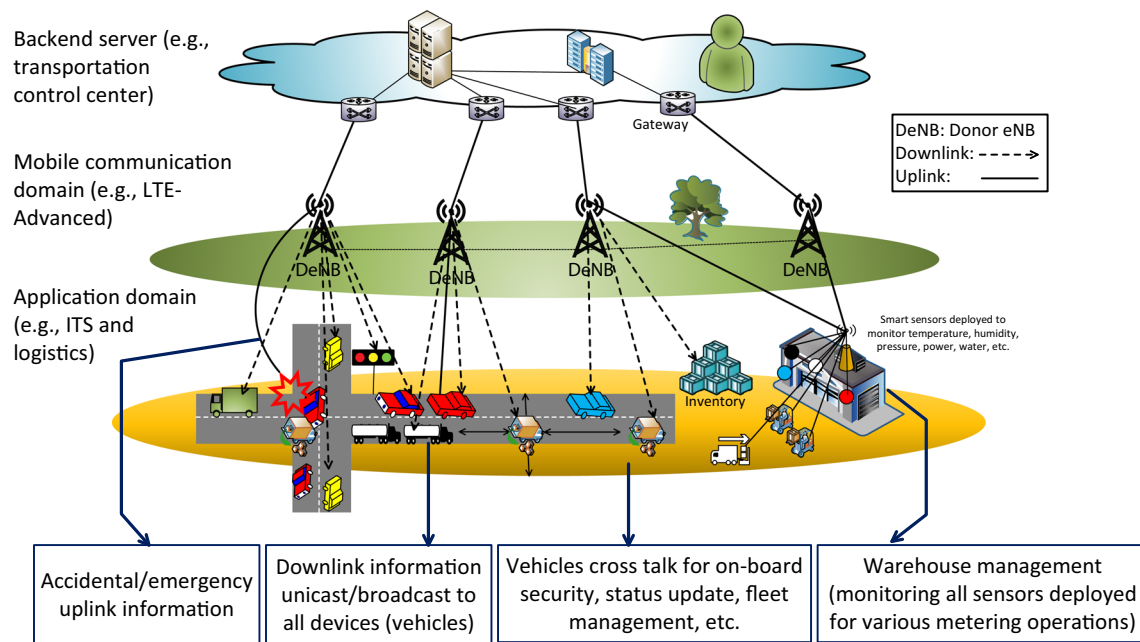 Backend server (e.g.,
transportation
control center)
Gateway
DeNB: Donor eNB
Downlink:
Uplink:
Mobile communication
domain (e.g., LTE-
Advanced)
DeNB
DeNB
DeNB
DeNB
Application domain
(e.g., ITS and
logistics)
Smart sensors deployed to
monitor temperature, humidity,
pressure, power, water, etc.
Inventory
Accidental/emergency
uplink information
Downlink information
unicast/broadcast to
all devices (vehicles)
Vehicles cross talk for on-board
security, status update, fleet
management, etc.
Warehouse management
(monitoring all sensors deployed
for various metering operations)